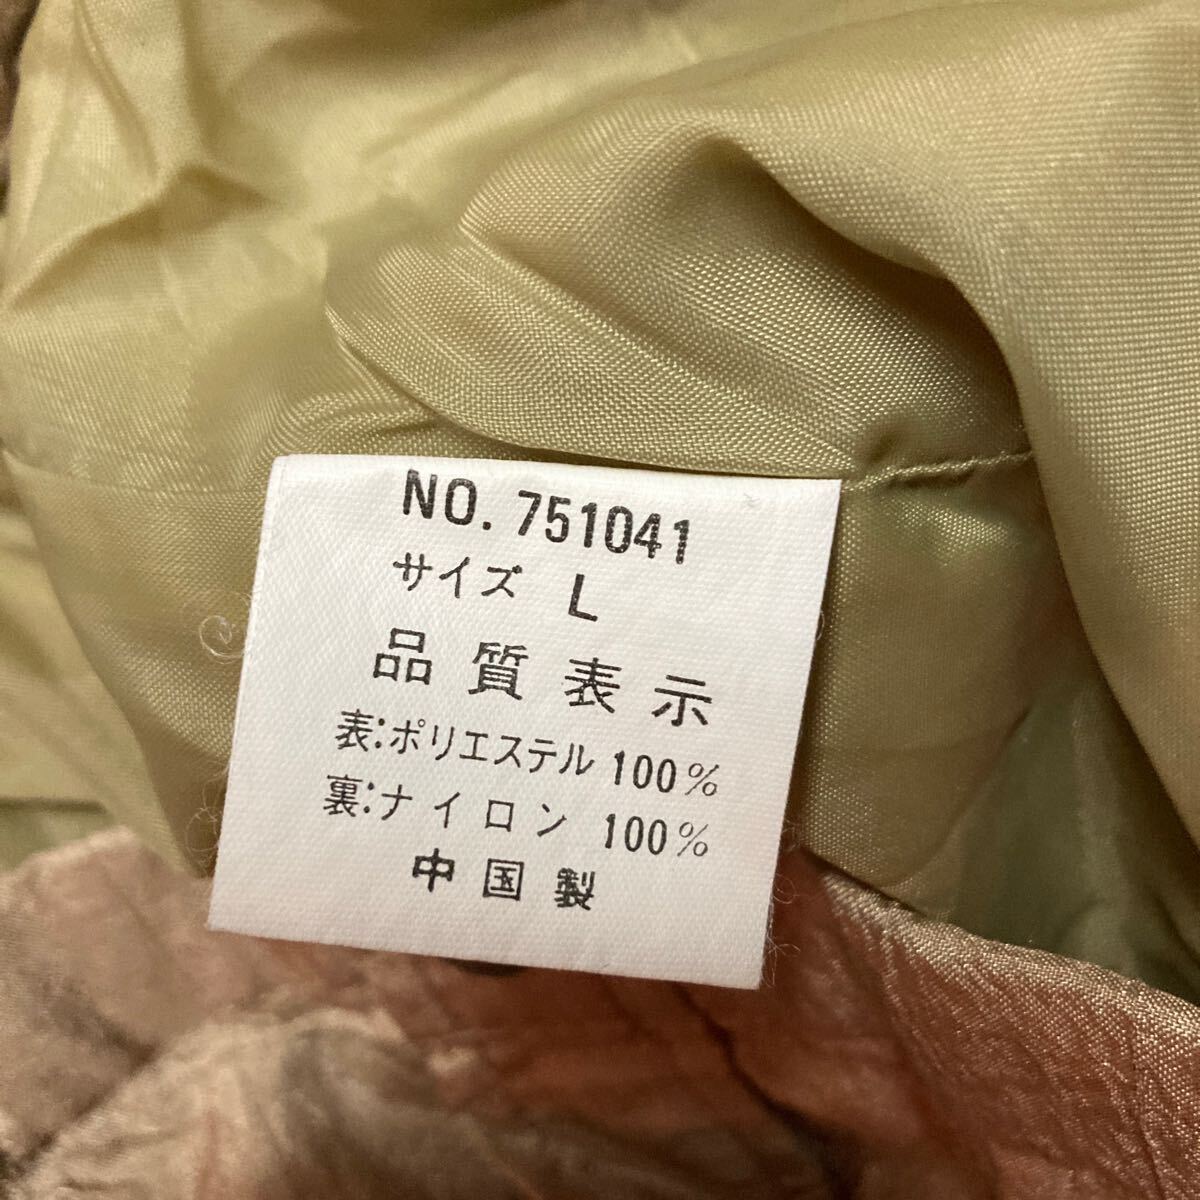 NO. 751041
サイズ L
品質表示
表:ポリエステル 100%
裏:ナイロン 100%
中国製